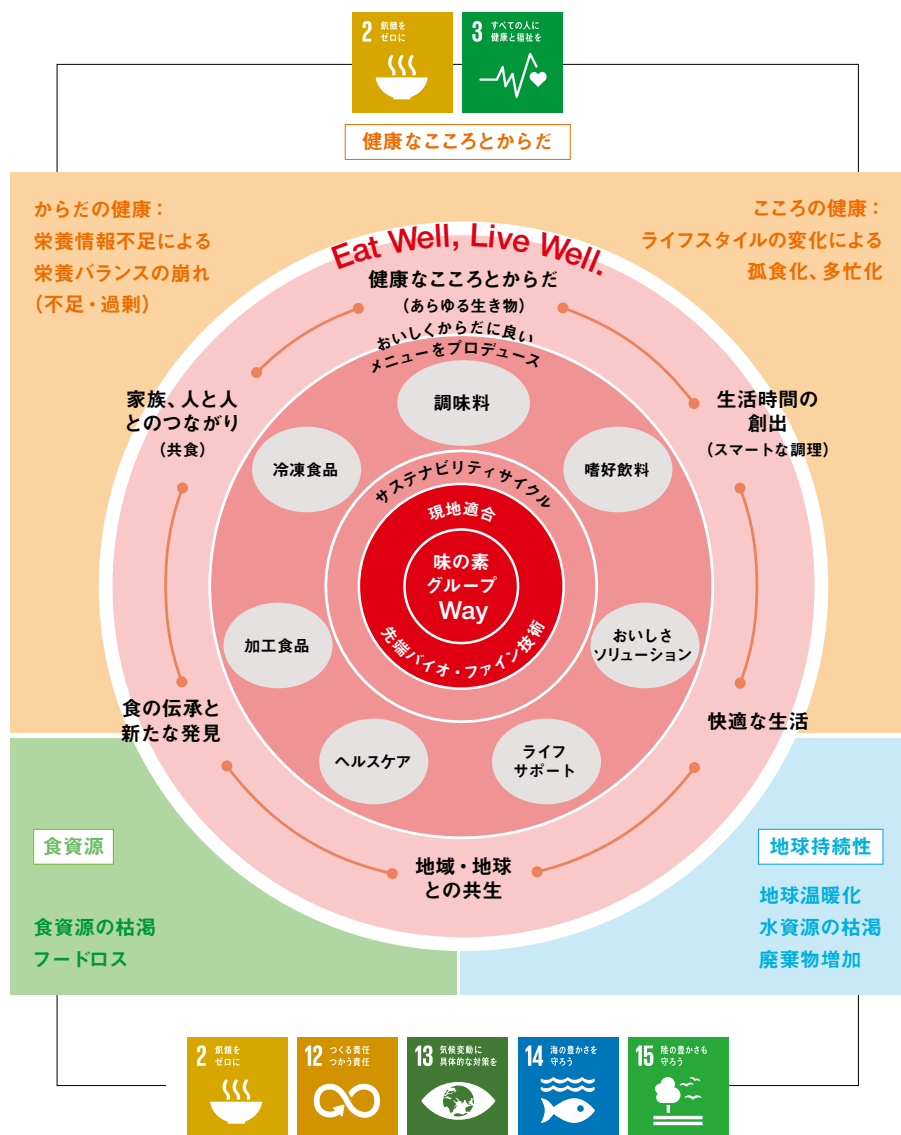 2 飢餓を
ゼロに
3 すべての人に
健康と福祉を
健康なこころとからだ
からだの健康：
栄養情報不足による
栄養バランスの崩れ
（不足・過剰）
こころの健康：
ライフスタイルの変化による
孤食化、多忙化
Eat Well, Live Well.
健康なこころとからだ
（あらゆる生き物）
おいしくからだに良い
メニューをプロデュース
家族、人と人
とのつながり
（共食）
生活時間の
創出
（スマートな調理）
調味料
冷凍食品
嗜好飲料
サステナビリティサイクル
現地適合
味の素
グループ
Way
先端バイオ・ファイン技術
加工食品
おいしさ
ソリューション
食の伝承と
新たな発見
快適な生活
ヘルスケア
ライフ
サポート
地域・地球
との共生
食資源
食資源の枯渇
フードロス
地球持続性
地球温暖化
水資源の枯渇
廃棄物増加
2 飢餓を
ゼロに
12 つくる責任
つかう責任
13 気候変動に
具体的な対策を
14 海の豊かさを
守ろう
15 陸の豊かさも
守ろう